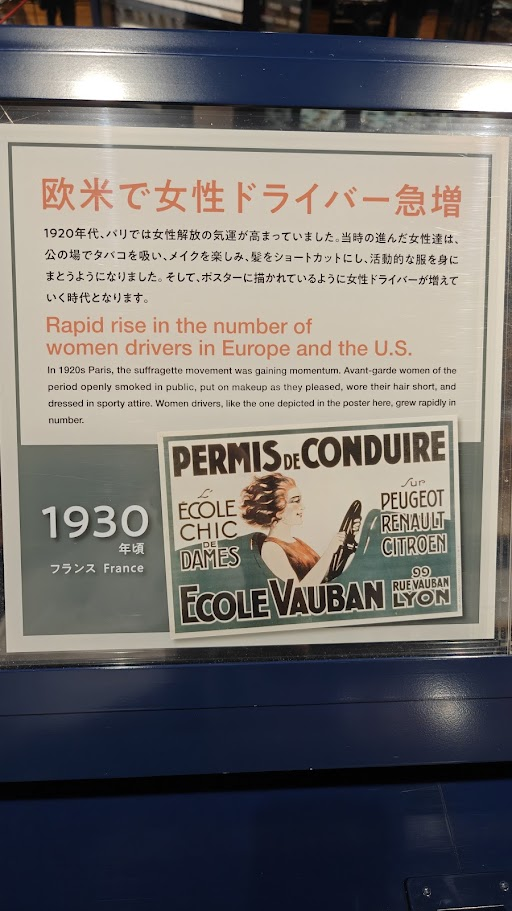 欧米で女性ドライバー急増
1920年代、パリでは女性解放の気運が高まっていました。当時の進んだ女性達は、
公の場でタバコを吸い、メイクを楽しみ、髪をショートカットにし、活動的な服を身に
まとうようになりました。そして、ポスターに描かれているように女性ドライバーが増えて
いく時代となります。
Rapid rise in the number of
women drivers in Europe and the U.S.
In 1920s Paris, the suffragette movement was gaining momentum. Avant-garde women of the
period openly smoked in public, put on makeup as they pleased, wore their hair short, and
dressed in sporty attire. Women drivers, like the one depicted in the poster here, grew rapidly in
number.
1930
年頃
フランス France
PERMIS DE CONDUIRE
L'
ÉCOLE
CHIC
DE
DAMES
Sur
PEUGEOT
RENAULT
CITROEN
ECOLE VAUBAN
99
RUE VAUBAN
LYON